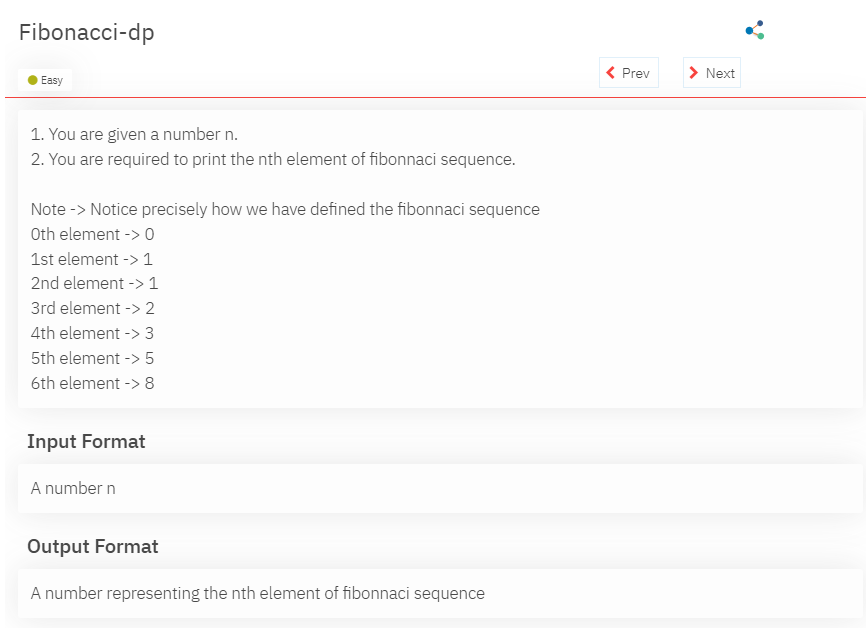 Fibonacci-dp
Easy
Prev
Next
1. You are given a number n.
2. You are required to print the nth element of fibonnaci sequence.
Note -> Notice precisely how we have defined the fibonnaci sequence
0th element -> 0
1st element -> 1
2nd element -> 1
3rd element -> 2
4th element -> 3
5th element -> 5
6th element -> 8
Input Format
A number n
Output Format
A number representing the nth element of fibonnaci sequence